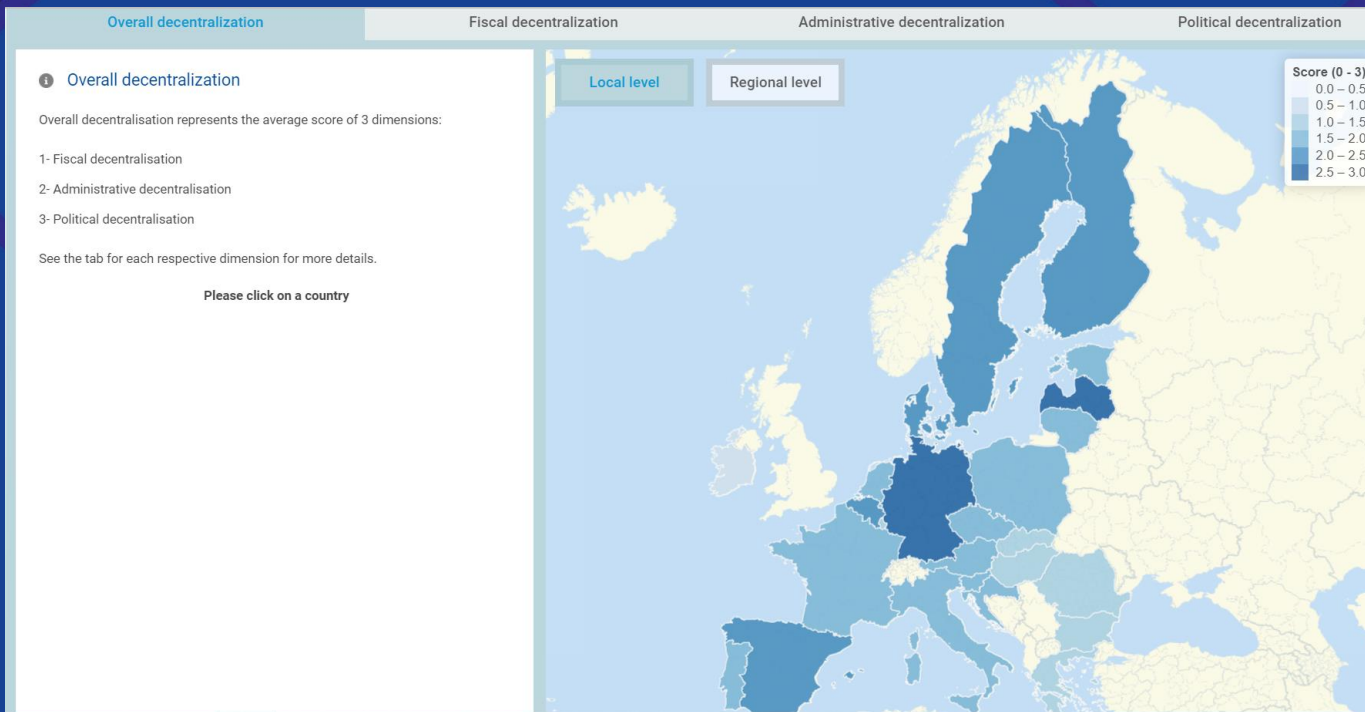 Overall decentralization
Fiscal decentralization
Administrative decentralization
Political decentralization
Overall decentralization
Overall decentralisation represents the average score of 3 dimensions:
1- Fiscal decentralisation
2- Administrative decentralisation
3- Political decentralisation
See the tab for each respective dimension for more details.
Please click on a country
Local level
Regional level
Score (0 - 3)
0.0 – 0.5
0.5 – 1.0
1.0 – 1.5
1.5 – 2.0
2.0 – 2.5
2.5 – 3.0